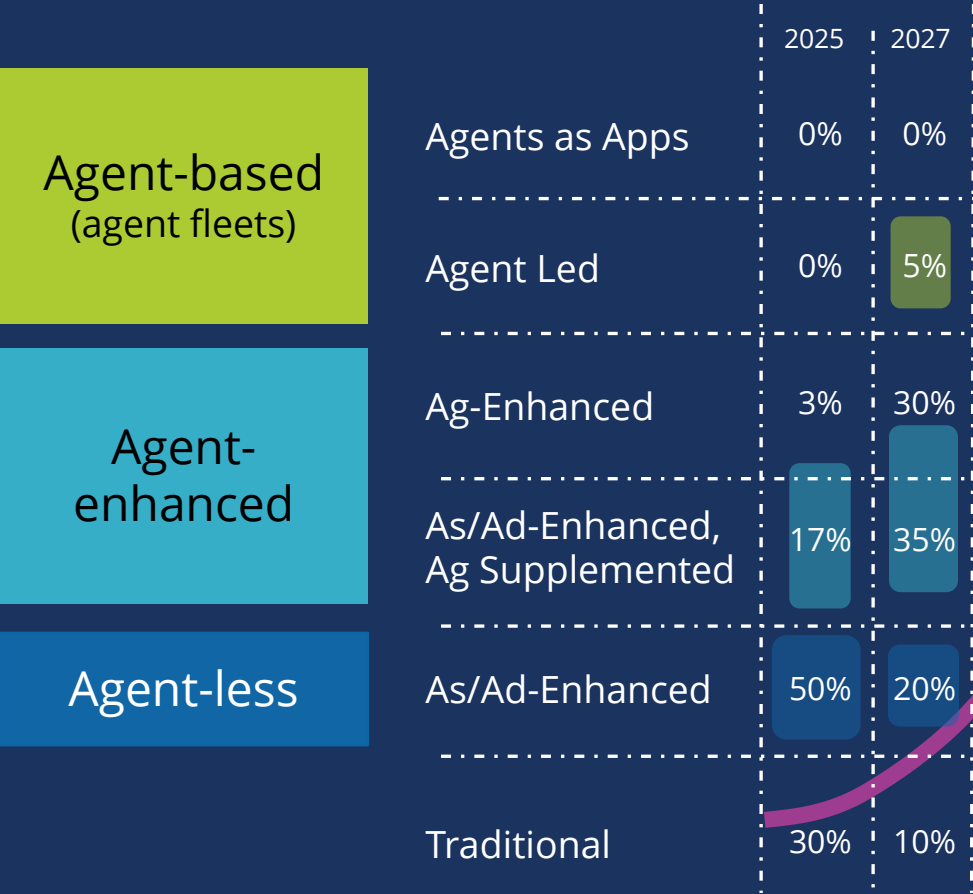 2025 2027
Agent-based
(agent fleets)
Agents as Apps 0% 0%
Agent Led 0% 5%
Agent-
enhanced
Ag-Enhanced 3% 30%
As/Ad-Enhanced,
Ag Supplemented
17% 35%
Agent-less
As/Ad-Enhanced 50% 20%
Traditional 30% 10%